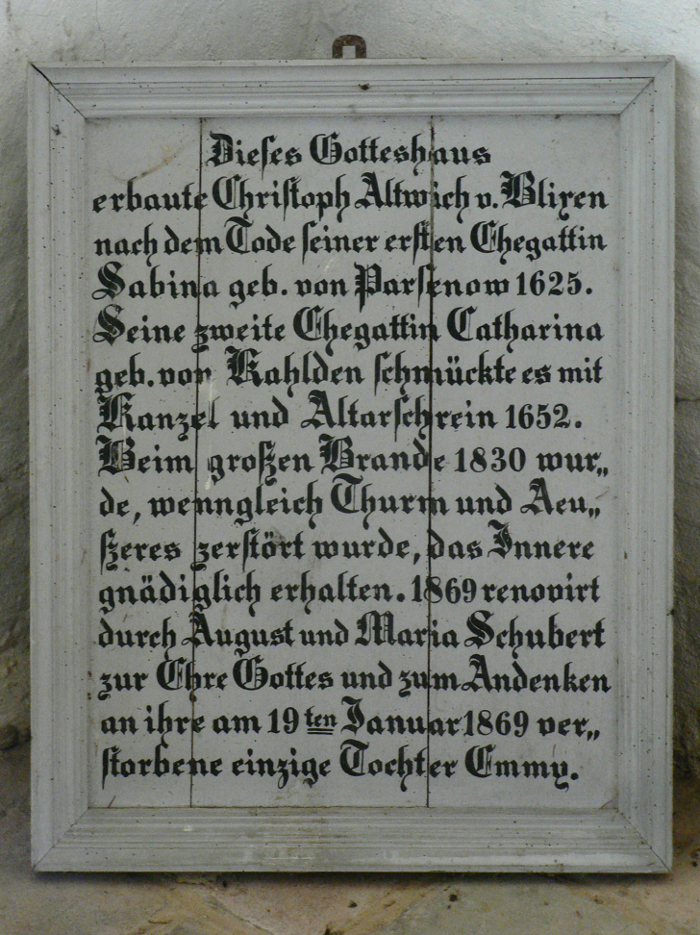 Dieses Gotteshaus
erbaute Christoph Altwich v. Blixen
nach dem Tode seiner ersten Ehegattin
Sabina geb. von Parsenow 1625.
Seine zweite Ehegattin Catharina
geb. von Kahlden schmückte es mit
Kanzel und Altarschrein 1652.
Beim großen Brande 1830 wur„
de, wenngleich Thurm und Aeu„
ßeres zerstört wurde, das Innere
gnädiglich erhalten. 1869 renovirt
durch August und Maria Schubert
zur Ehre Gottes und zum Andenken
an ihre am 19ten Januar 1869 ver„
storbene einzige Tochter Emmy.